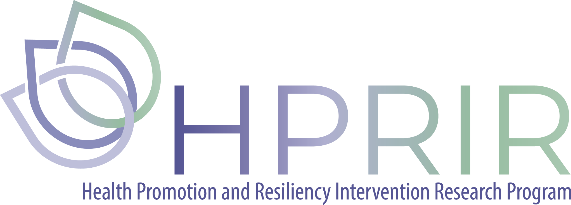 HPRIR
Health Promotion and Resiliency Intervention Research Program